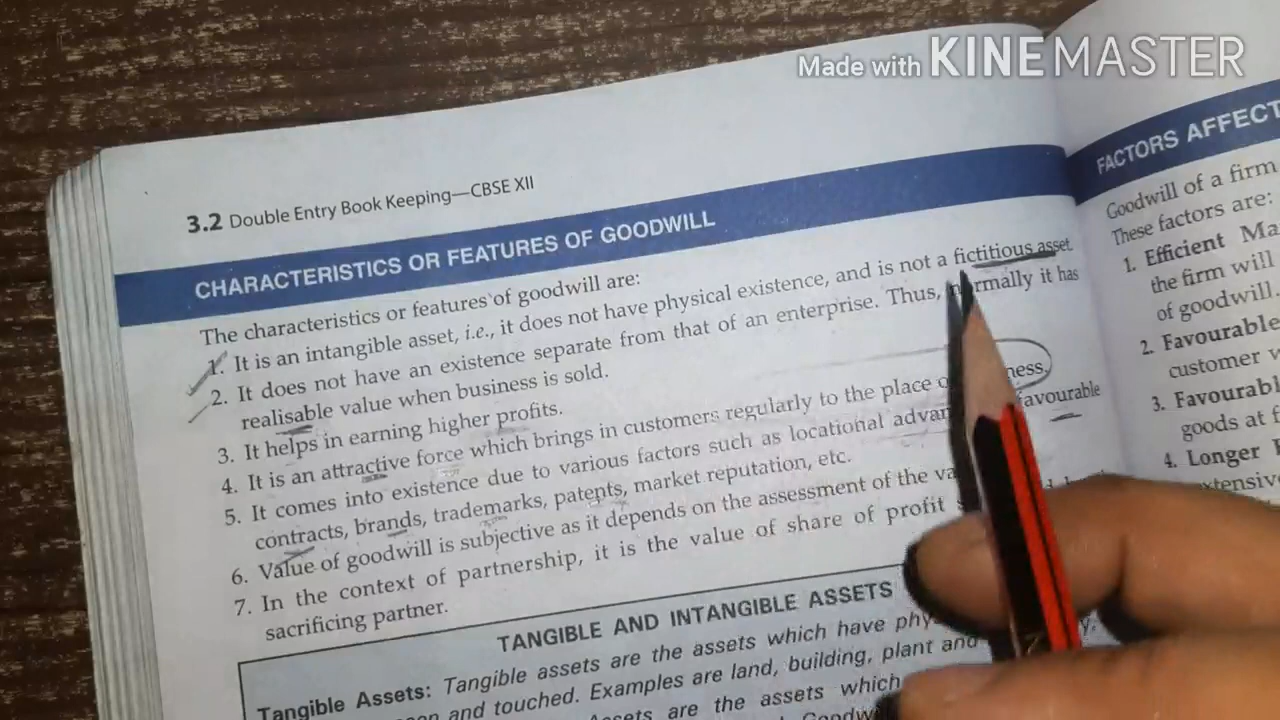 Made with KINEMASTER
3.2 Double Entry Book Keeping—CBSE XII
CHARACTERISTICS OR FEATURES OF GOODWILL
The characteristics or features of goodwill are:
1. It is an intangible asset, i.e., it does not have physical existence, and is not a fictitious asset.
2. It does not have an existence separate from that of an enterprise. Thus, normally it has
realisable value when business is sold.
3. It helps in earning higher profits.
4. It is an attractive force which brings in customers regularly to the place
5. It comes into existence due to various factors such as locational favourable
contracts, brands, trademarks, patents, market reputation, etc.
6. Value of goodwill is subjective as it depends on the assessment of the
7. In the context of partnership, it is the value of share of profit
sacrificing partner.
TANGIBLE AND INTANGIBLE ASSETS
Tangible Assets: Tangible assets are the assets which have
and touched. Examples are land, building, plant and
are the assets which
FACTORS AFFECT
Goodwill of a firm
These factors are:
1. Efficient
the firm will
of goodwill.
2. Favourable
customer
3.
goods at
4. Longer